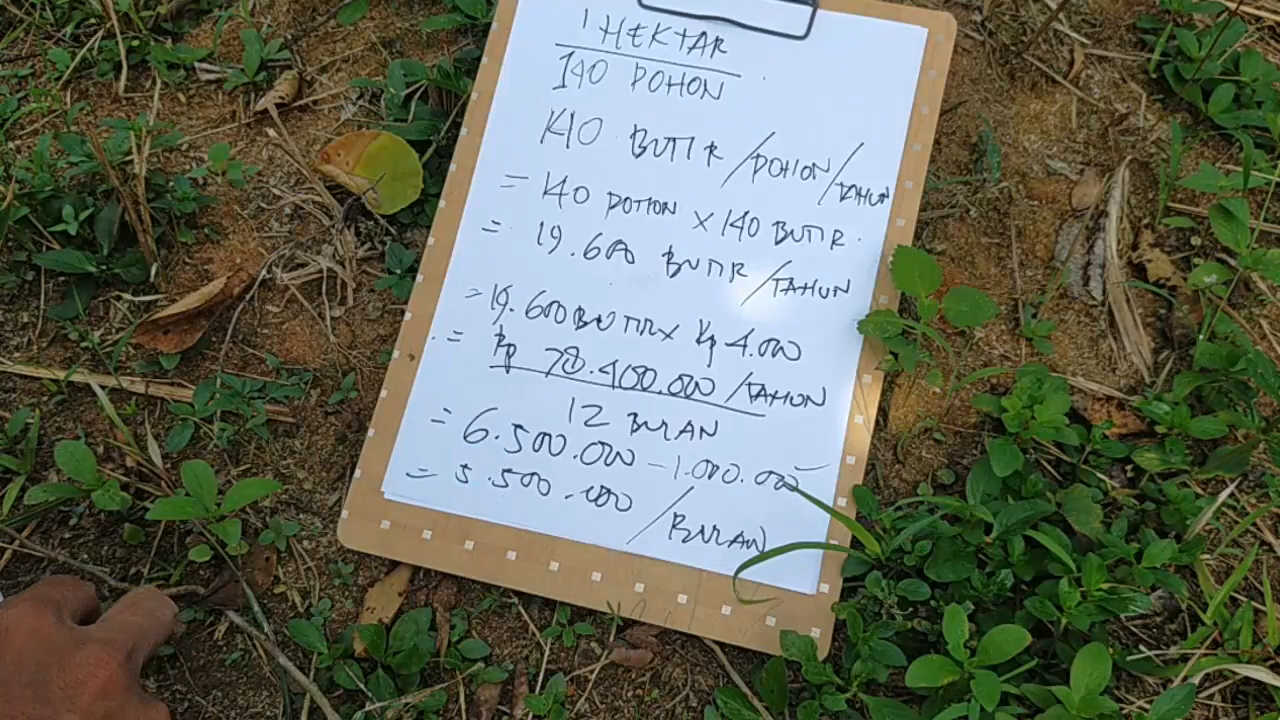 1 HEKTAR
140 POHON
140 BUTIR/POHON/TAHUN
= 140 POHON x 140 BUTIR.
= 19.600 BUTIR/TAHUN
= 19.600 BUTIR x Rp 4.000
= Rp 78.400.000/TAHUN
12 BULAN
= 6.500.000 - 1.000.000
= 5.500.000/BULAN